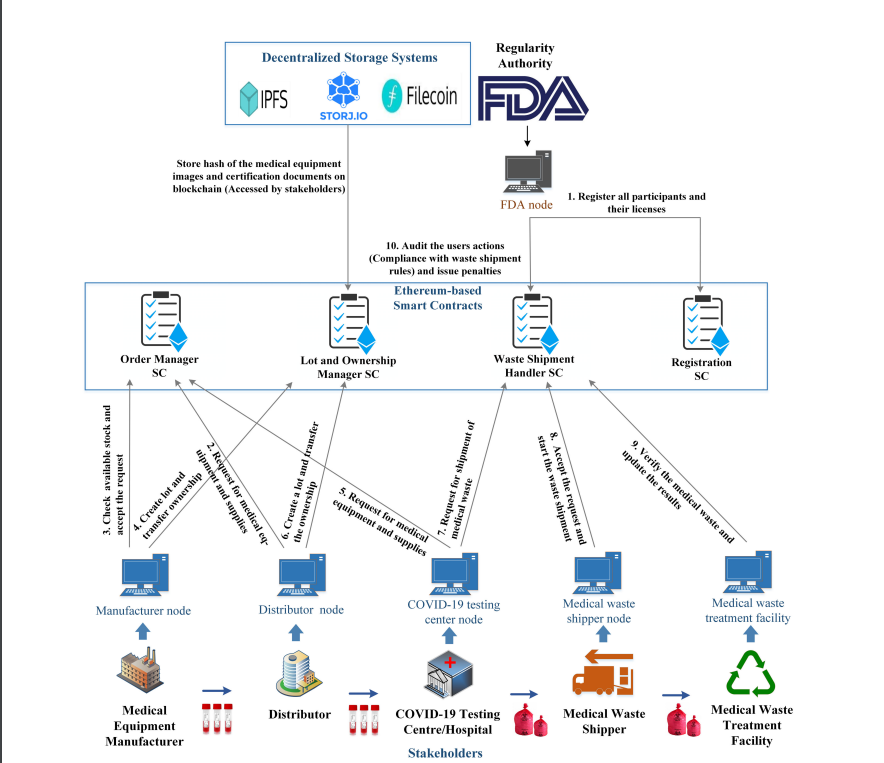 Decentralized Storage Systems
IPFS
STORJ.IO
Filecoin
Regularity
Authority
FDA
FDA node
Store hash of the medical equipment
images and certification documents on
blockchain (Accessed by stakeholders)
1. Register all participants and
their licenses
10. Audit the users actions
(Compliance with waste shipment
rules) and issue penalties
Ethereum-based
Smart Contracts
Order Manager
SC
Lot and Ownership
Manager SC
Waste Shipment
Handler SC
Registration
SC
3. Check available stock and
accept the request
4. Create lot and
transfer ownership
2. Request for medical eq-
uipment and supplies
6. Create a lot and transfer
the ownership
5. Request for medical
equipment and supplies
7. Request for shipment of
medical waste
8. Accept the request and
start the waste shipment
9. Verify the medical waste and
update the results
Manufacturer node
Distributor node
COVID-19 testing
center node
Medical waste
shipper node
Medical waste
treatment facility
Medical
Equipment
Manufacturer
Distributor
COVID-19 Testing
Centre/Hospital
Medical Waste
Shipper
Medical Waste
Treatment
Facility
Stakeholders